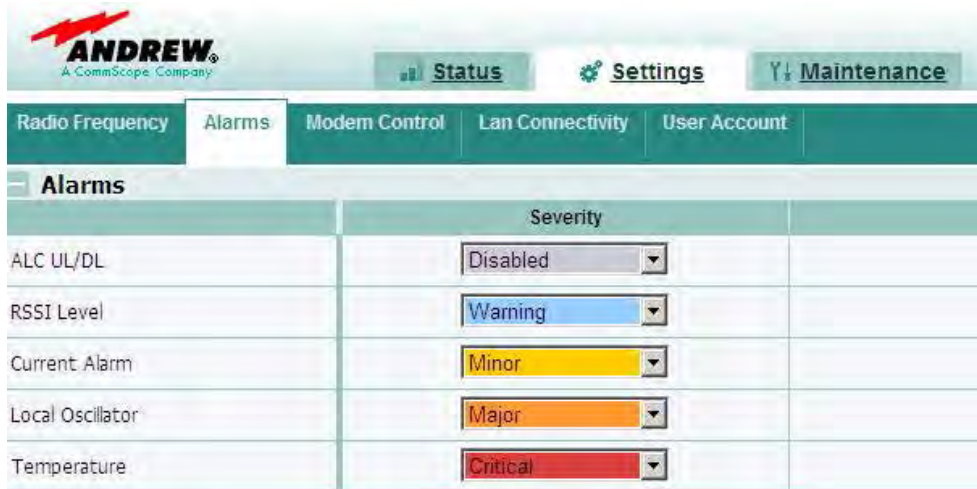 ANDREW®
A CommScope Company
Status Settings Maintenance
Radio Frequency Alarms Modem Control Lan Connectivity User Account
Alarms
Severity
ALC UL/DL Disabled
RSSI Level Warning
Current Alarm Minor
Local Oscillator Major
Temperature Critical